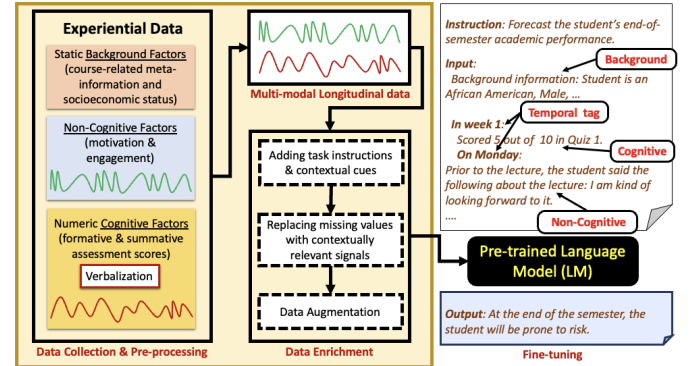 Experiential Data
Static Background Factors
(course-related meta-
information and
socioeconomic status)
Non-Cognitive Factors
(motivation &
engagement)
Numeric Cognitive Factors
(formative & summative
assessment scores)
Verbalization
Data Collection & Pre-processing
Multi-modal Longitudinal data
Adding task instructions
& contextual cues
Replacing missing values
with contextually
relevant signals
Data Augmentation
Data Enrichment
Instruction: Forecast the student's end-of-
semester academic performance.
Input:
Background
Background information: Student is an
African American, Male, ...
Temporal tag
In week 1:
Scored 5 out of 10 in Quiz 1.
Cognitive
On Monday:
Prior to the lecture, the student said the
following about the lecture: I am kind of
looking forward to it.
....
Non-Cognitive
Pre-trained Language
Model (LM)
Output: At the end of the semester, the
student will be prone to risk.
Fine-tuning